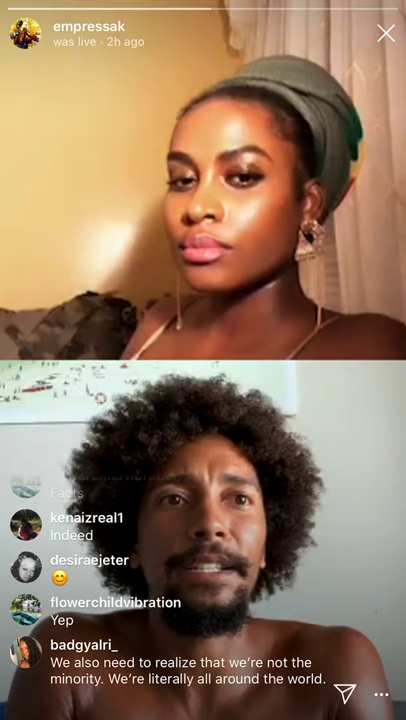 empressak
was live · 2h ago
Facts
kenaizreal1
Indeed
desiraejeter
😊
flowerchildvibration
Yep
badgyalri_
We also need to realize that we're not the
minority. We're literally all around the world.